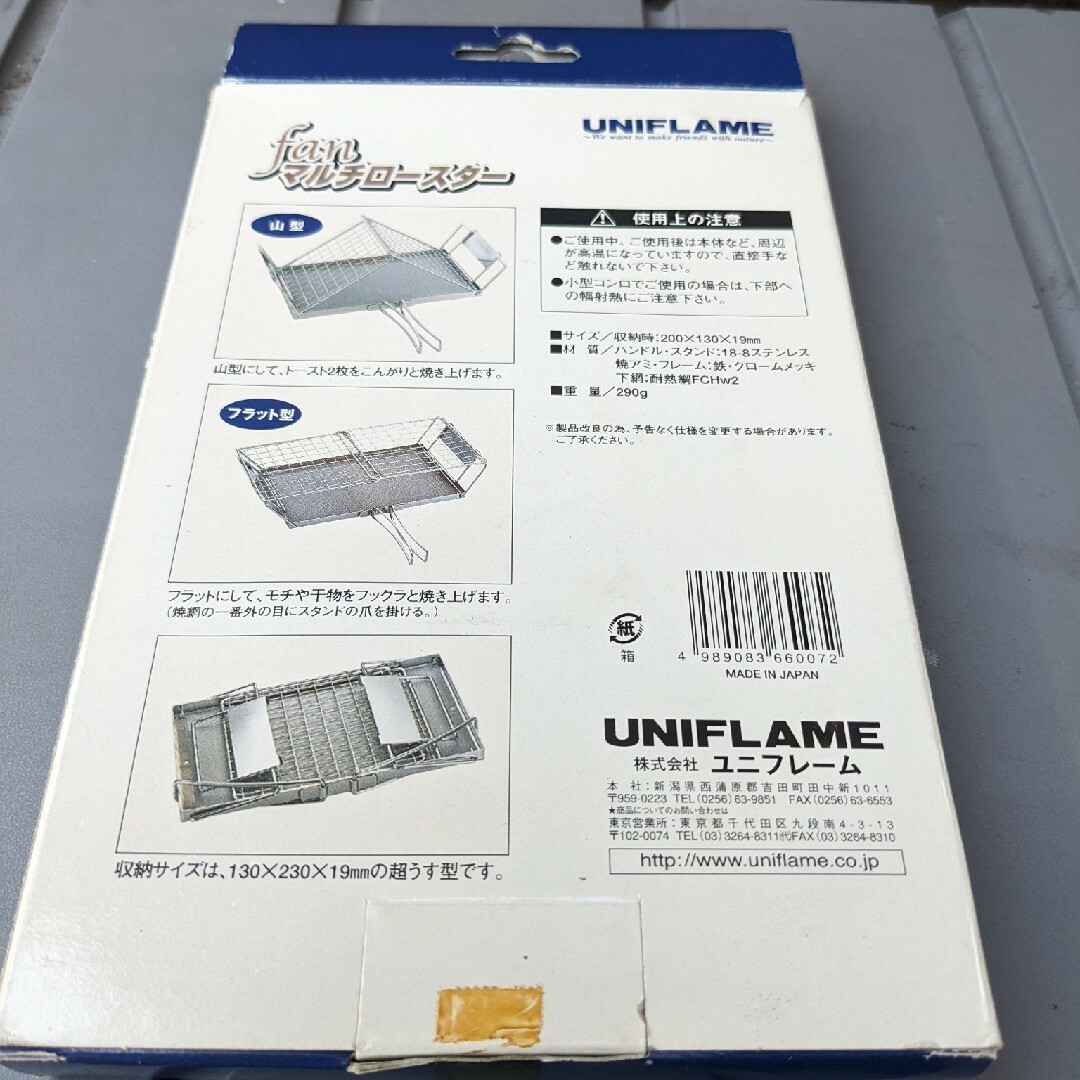 fan
マルチロースター
UNIFLAME
~We want to make friends with nature~
山型
山型にして、トースト2枚をこんがりと焼き上げます。
フラット型
フラットにして、モチや干物をフックラと焼き上げます。
(焼網の一番外の目にスタンドの爪を掛ける。)
収納サイズは、130×230×19mmの超うす型です。
使用上の注意
●ご使用中、ご使用後は本体など、周辺
が高温になっていますので、直接手な
ど触れないで下さい。
●小型コンロでご使用の場合は、下部へ
の輻射熱にご注意下さい。
■サイズ/収納時:200×130×19mm
■材 質/ハンドル・スタンド:18-8ステンレス
焼アミ・フレーム:鉄・クロームメッキ
下網:耐熱網FCHw2
■重 量/290g
※製品改良の為、予告なく仕様を変更する場合があります。
ご了承ください。
紙
箱
4 989083 660072
MADE IN JAPAN
UNIFLAME
株式会社 ユニフレーム
本 社:新潟県西蒲原郡吉田町田中新1011
〒959-0223 TEL(0256)63-9851 FAX(0256)63-6553
★商品についてのお問い合わせは
東京営業所:東京都千代田区九段南4-3-13
〒102-0074 TEL(03)3264-8311㈹FAX(03)3264-8310
http://www.uniflame.co.jp